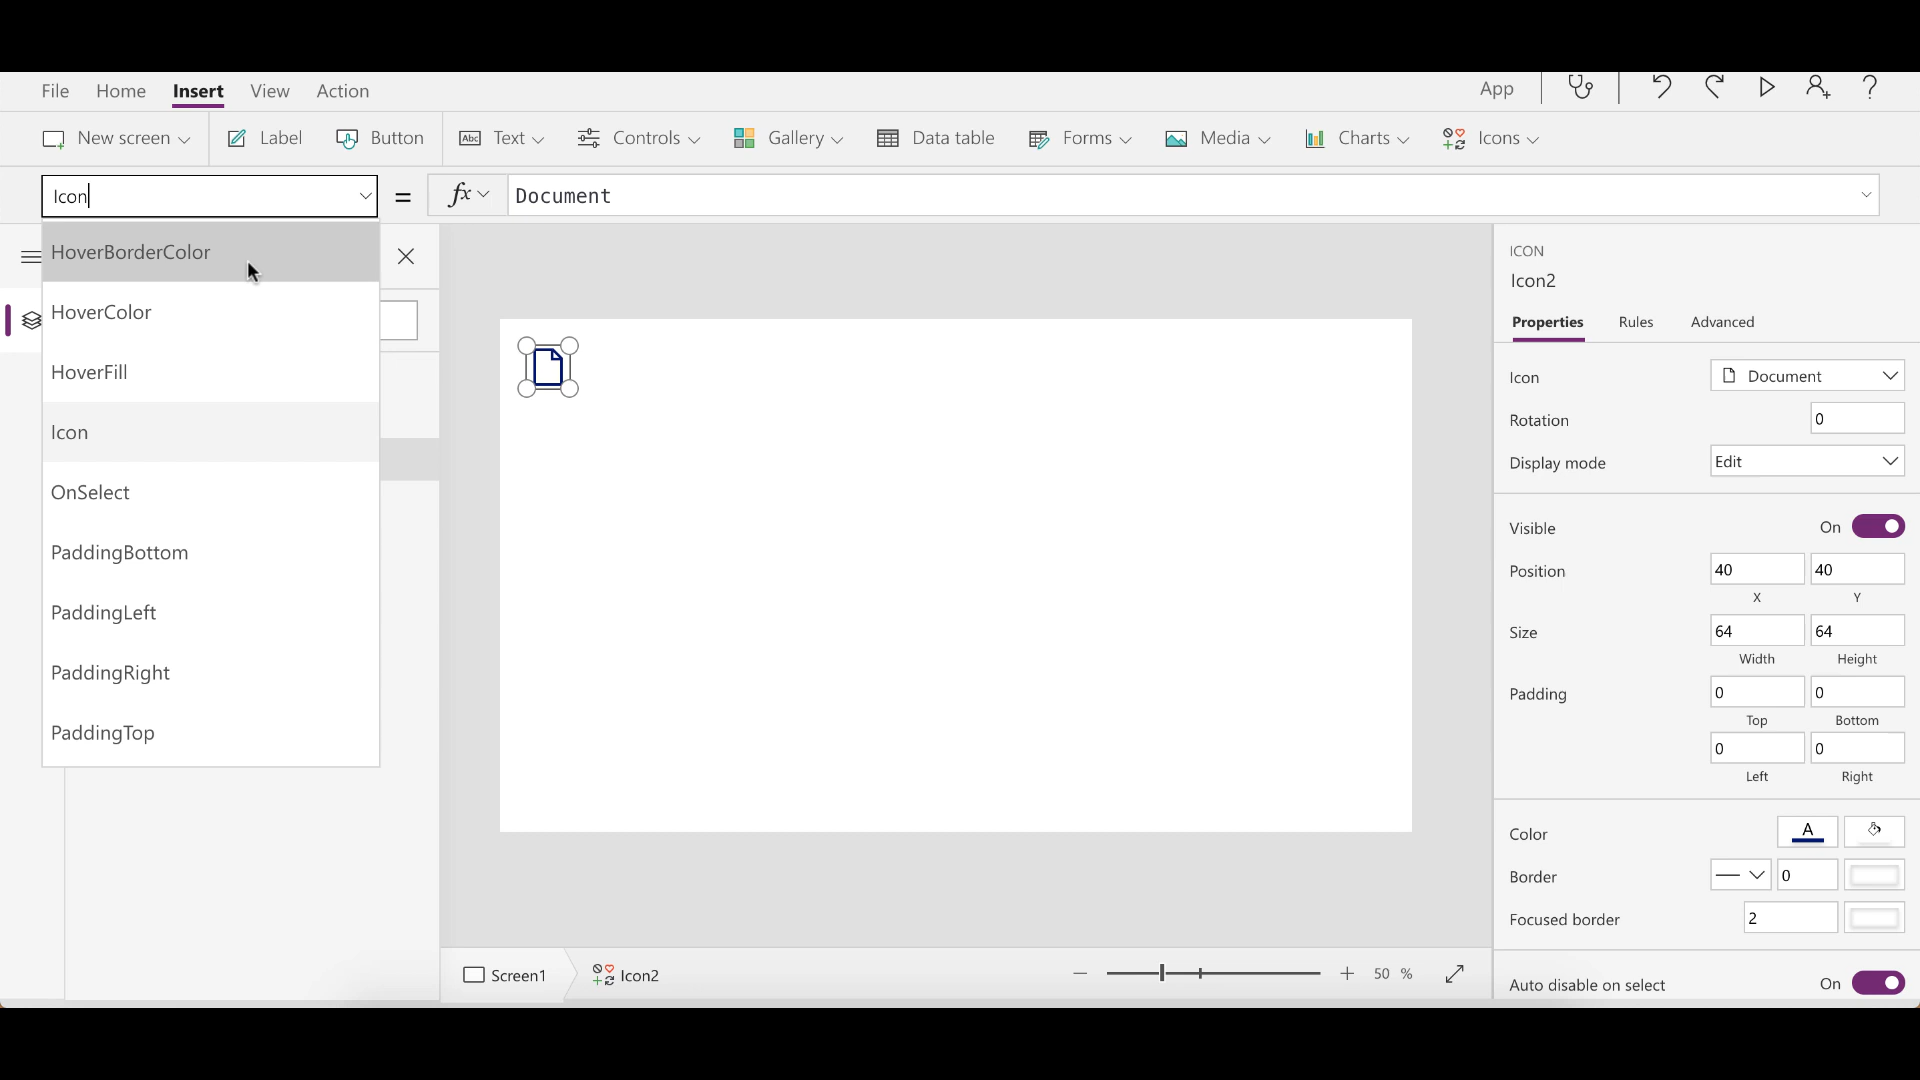 File Home Insert View Action App
New screen Label Button Abc Text Controls Gallery Data table Forms Media Charts Icons
Icon = fx Document
HoverBorderColor
HoverColor
HoverFill
Icon
OnSelect
PaddingBottom
PaddingLeft
PaddingRight
PaddingTop
ICON
Icon2
Properties Rules Advanced
Icon Document
Rotation 0
Display mode Edit
Visible On
Position 40 40
X Y
Size 64 64
Width Height
Padding 0 0
Top Bottom
0 0
Left Right
Color A
Border 0
Focused border 2
Auto disable on select On
Screen1 Icon2 50 %